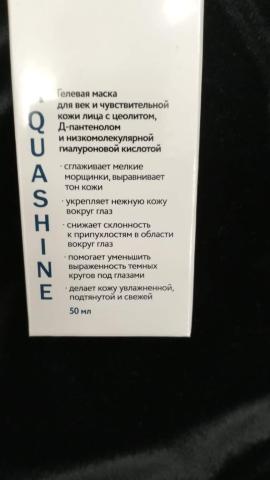 AQUASHINE
Гелевая маска
для век и чувствительной
кожи лица с цеолитом,
Д-пантенолом
и низкомолекулярной
гиалуроновой кислотой
· сглаживает мелкие
морщинки, выравнивает
тон кожи
· укрепляет нежную кожу
вокруг глаз
· снижает склонность
к припухлостям в области
вокруг глаз
· помогает уменьшить
выраженность темных
кругов под глазами
· делает кожу увлажненной,
подтянутой и свежей
50 мл